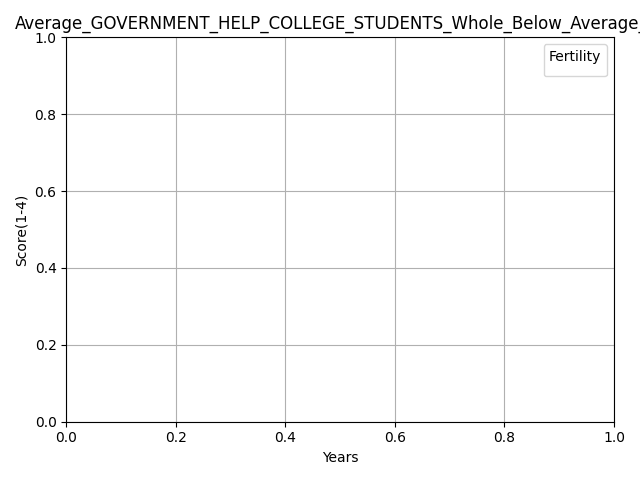 Average_GOVERNMENT_HELP_COLLEGE_STUDENTS_Whole_Below_Average_
Fertility
1.0
0.8
0.6
0.4
0.2
0.0
Score(1-4)
0.0 0.2 0.4 0.6 0.8 1.0
Years